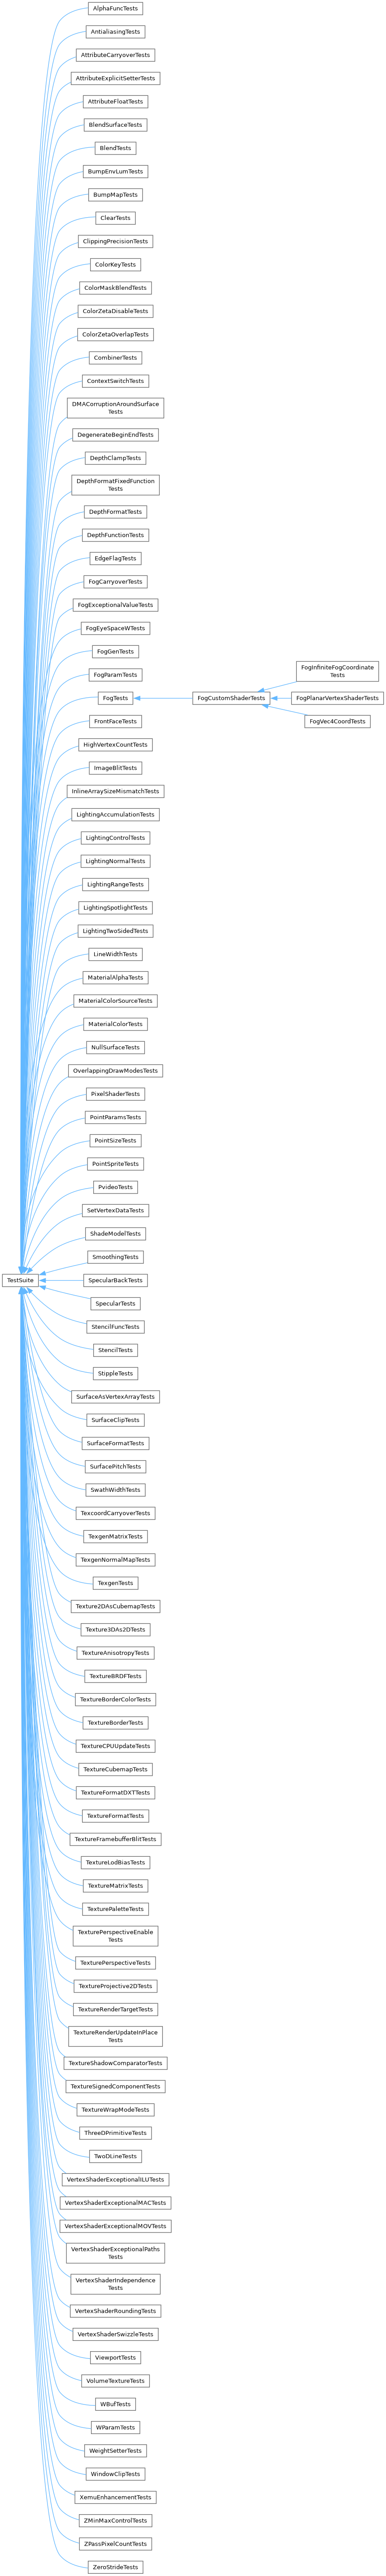 AlphaFuncTests
AntialiasingTests
AttributeCarryoverTests
AttributeExplicitSetterTests
AttributeFloatTests
BlendSurfaceTests
BlendTests
BumpEnvLumTests
BumpMapTests
ClearTests
ClippingPrecisionTests
ColorKeyTests
ColorMaskBlendTests
ColorZetaDisableTests
ColorZetaOverlapTests
CombinerTests
ContextSwitchTests
DMACorruptionAroundSurface
Tests
DegenerateBeginEndTests
DepthClampTests
DepthFormatFixedFunction
Tests
DepthFormatTests
DepthFunctionTests
EdgeFlagTests
FogCarryoverTests
FogExceptionalValueTests
FogEyeSpaceWTests
FogGenTests
FogParamTests
FogTests
FogCustomShaderTests
FogInfiniteFogCoordinate
Tests
FogPlanarVertexShaderTests
FogVec4CoordTests
FrontFaceTests
HighVertexCountTests
ImageBlitTests
InlineArraySizeMismatchTests
LightingAccumulationTests
LightingControlTests
LightingNormalTests
LightingRangeTests
LightingSpotlightTests
LightingTwoSidedTests
LineWidthTests
MaterialAlphaTests
MaterialColorSourceTests
MaterialColorTests
NullSurfaceTests
OverlappingDrawModesTests
PixelShaderTests
PointParamsTests
PointSizeTests
PointSpriteTests
PvideoTests
SetVertexDataTests
ShadeModelTests
SmoothingTests
TestSuite
SpecularBackTests
SpecularTests
StencilFuncTests
StencilTests
StippleTests
SurfaceAsVertexArrayTests
SurfaceClipTests
SurfaceFormatTests
SurfacePitchTests
SwathWidthTests
TexcoordCarryoverTests
TexgenMatrixTests
TexgenNormalMapTests
TexgenTests
Texture2DAsCubemapTests
Texture3DAs2DTests
TextureAnisotropyTests
TextureBRDFTests
TextureBorderColorTests
TextureBorderTests
TextureCPUUpdateTests
TextureCubemapTests
TextureFormatDXTTests
TextureFormatTests
TextureFramebufferBlitTests
TextureLodBiasTests
TextureMatrixTests
TexturePaletteTests
TexturePerspectiveEnable
Tests
TexturePerspectiveTests
TextureProjective2DTests
TextureRenderTargetTests
TextureRenderUpdateInPlace
Tests
TextureShadowComparatorTests
TextureSignedComponentTests
TextureWrapModeTests
ThreeDPrimitiveTests
TwoDLineTests
VertexShaderExceptionalILUTests
VertexShaderExceptionalMACTests
VertexShaderExceptionalMOVTests
VertexShaderExceptionalPaths
Tests
VertexShaderIndependence
Tests
VertexShaderRoundingTests
VertexShaderSwizzleTests
ViewportTests
VolumeTextureTests
WBufTests
WParamTests
WeightSetterTests
WindowClipTests
XemuEnhancementTests
ZMinMaxControlTests
ZPassPixelCountTests
ZeroStrideTests